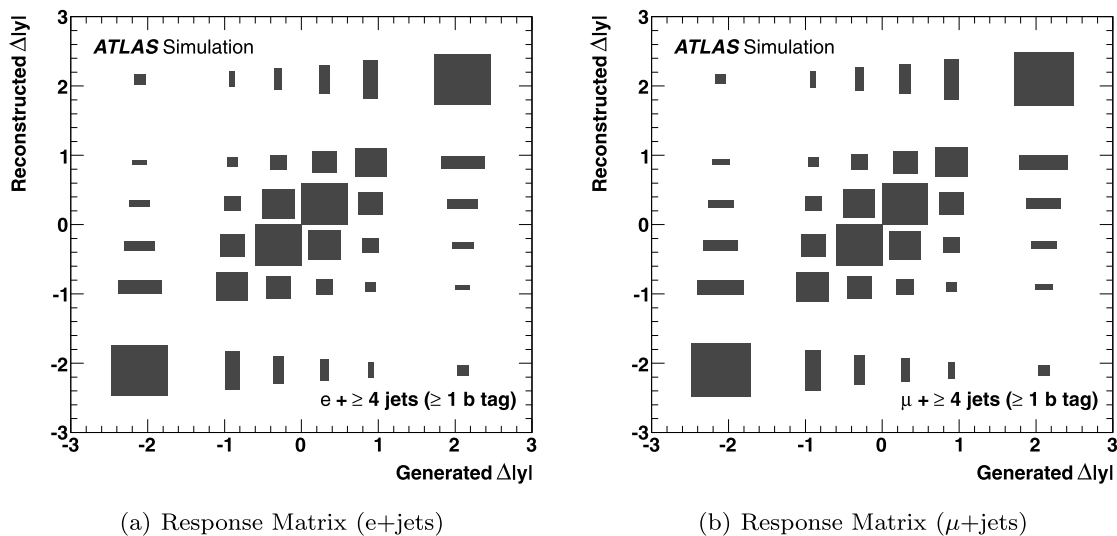 Reconstructed Δ|y|
3
2
1
0
-1
-2
-3
ATLAS Simulation
e + ≥ 4 jets (≥ 1 b tag)
-3 -2 -1 0 1 2 3
Generated Δ|y|
(a) Response Matrix (e+jets)
Reconstructed Δ|y|
3
2
1
0
-1
-2
-3
ATLAS Simulation
μ + ≥ 4 jets (≥ 1 b tag)
-3 -2 -1 0 1 2 3
Generated Δ|y|
(b) Response Matrix (μ+jets)